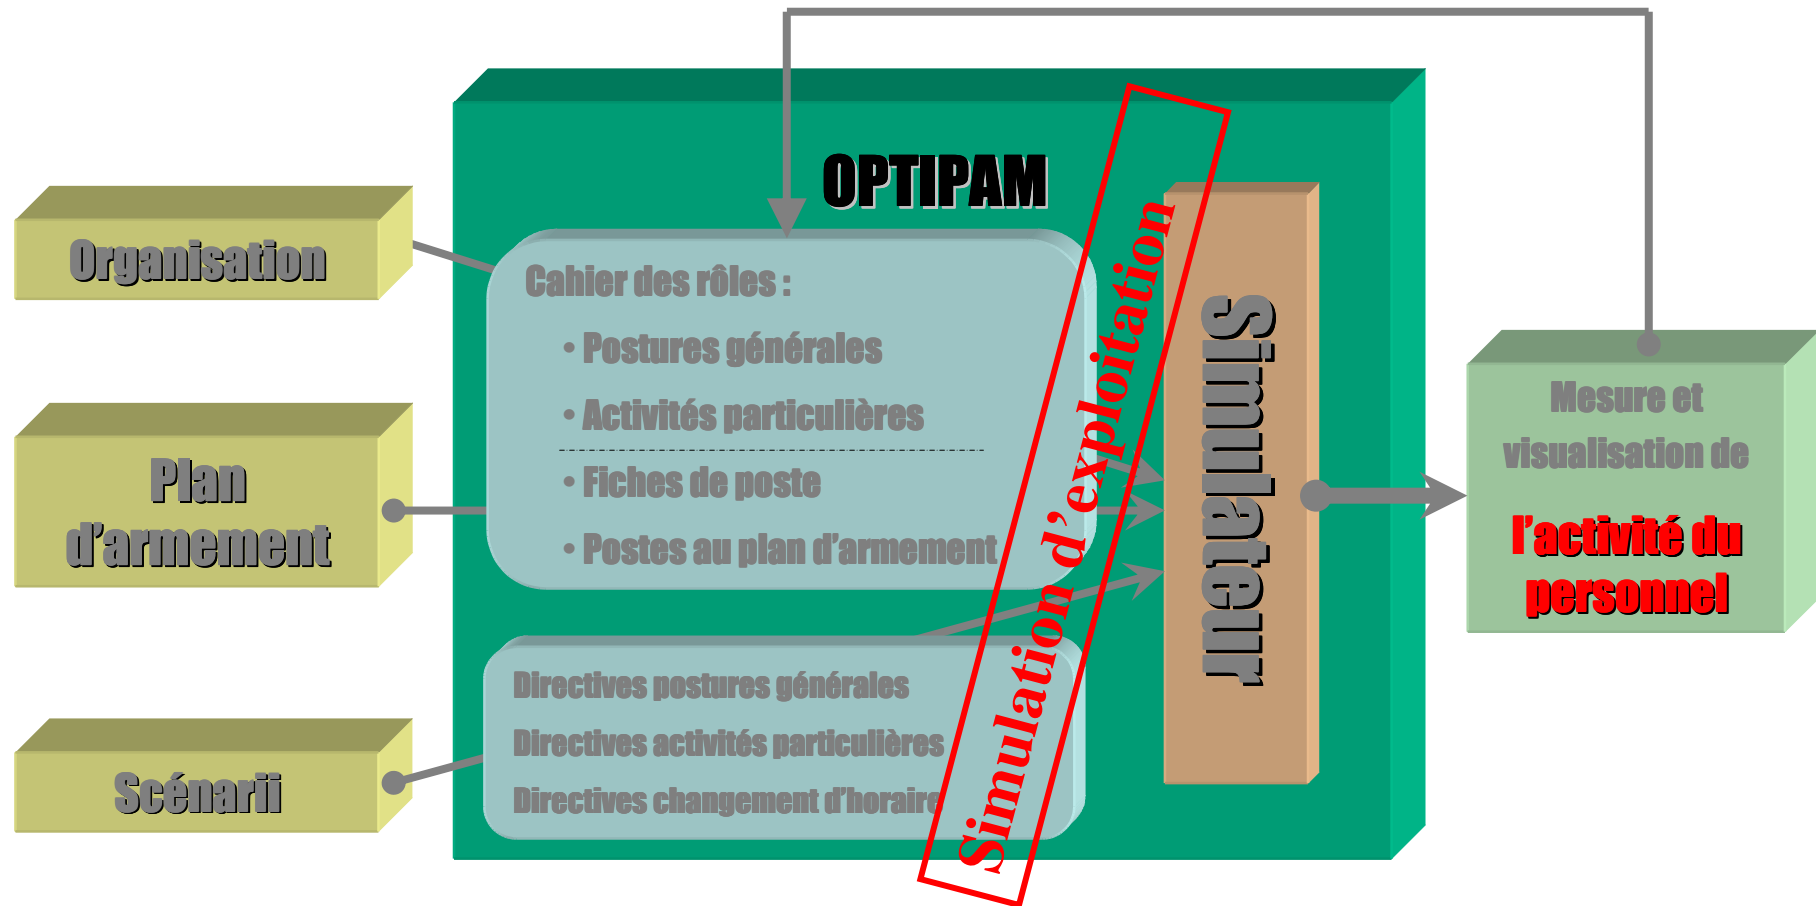 OPTIPAM
Organisation
Plan
d’armement
Scénarii
Cahier des rôles :
• Postures générales
• Activités particulières
• Fiches de poste
• Postes au plan d’armement
Directives postures générales
Directives activités particulières
Directives changement d’horaire
Simulation d’exploitation
Simulateur
Mesure et
visualisation de
l’activité du
personnel